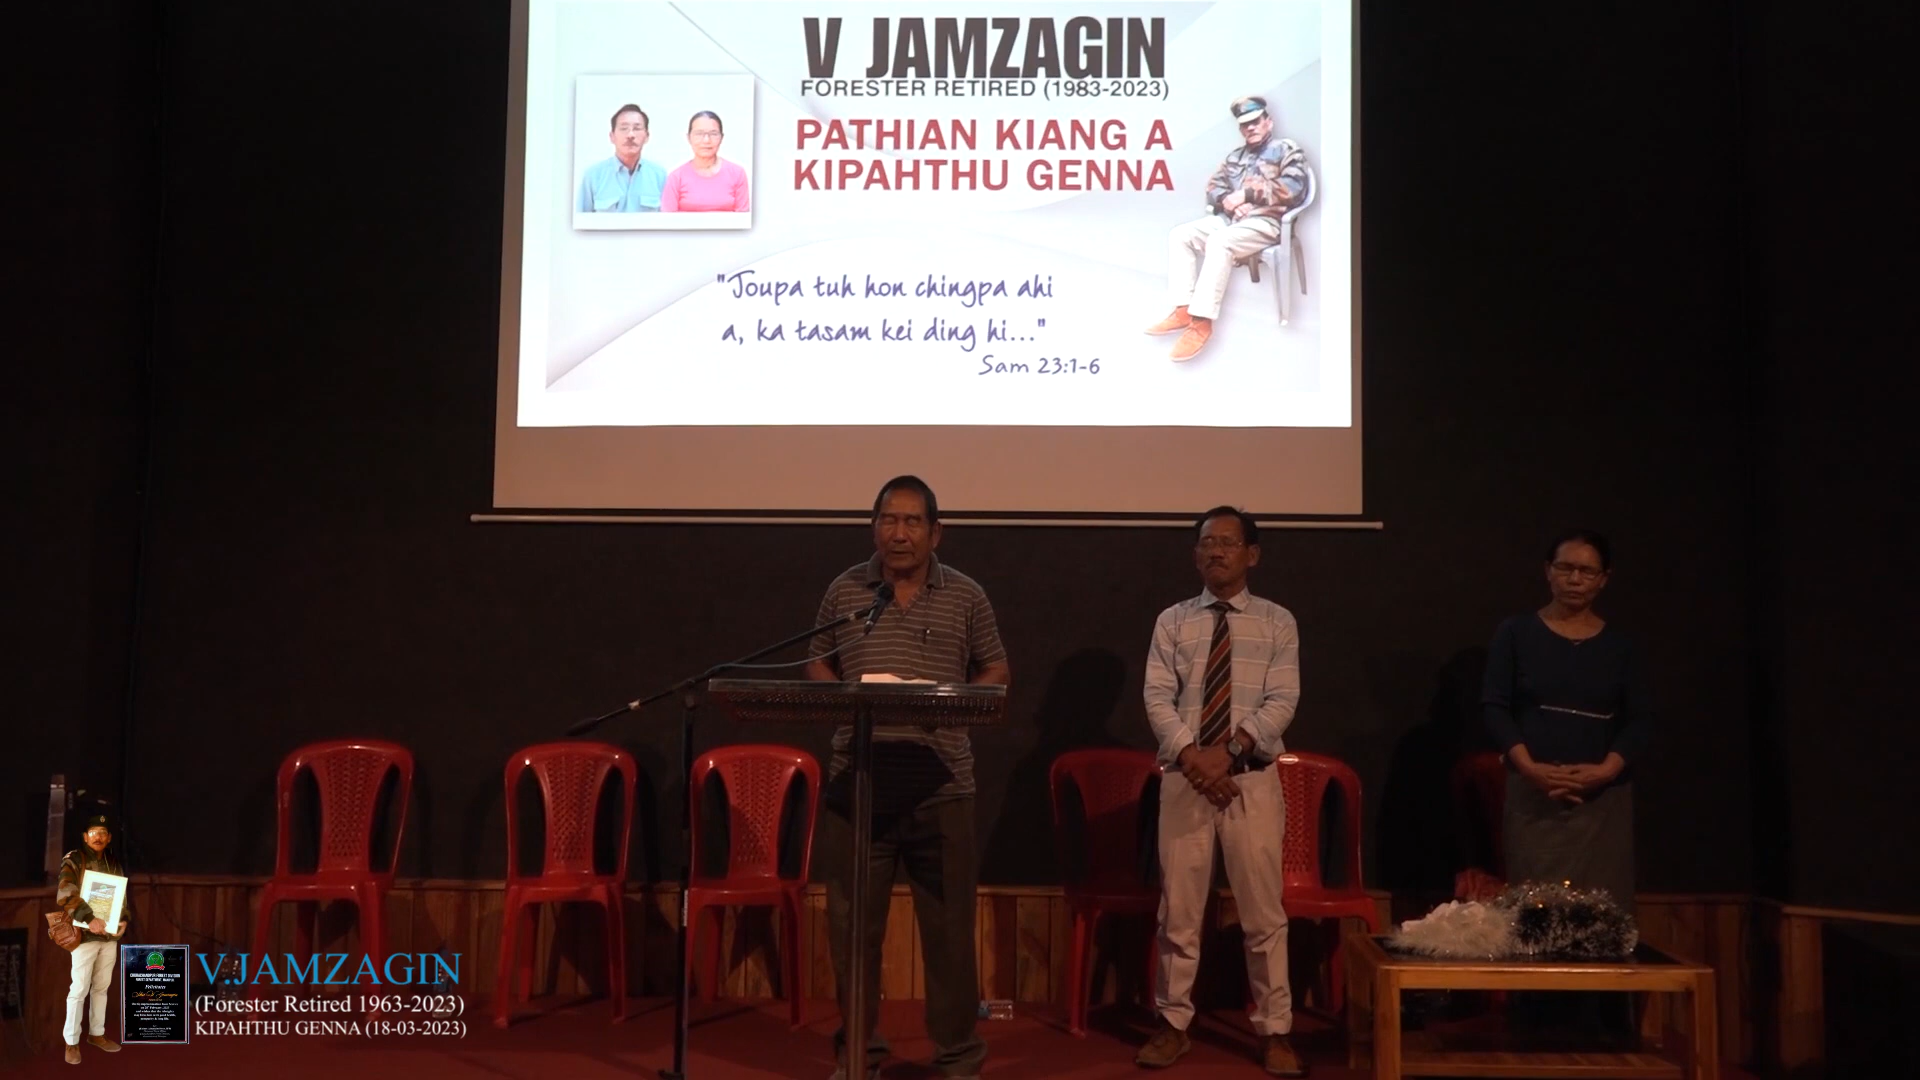 V JAMZAGIN
FORESTER RETIRED (1983-2023)
PATHIAN KIANG A
KIPAHTHU GENNA
"Joupa tuh hon chingpa ahi
a, ka tasam kei ding hi..."
Sam 23:1-6
V.JAMZAGIN
(Forester Retired 1963-2023)
KIPAHTHU GENNA (18-03-2023)